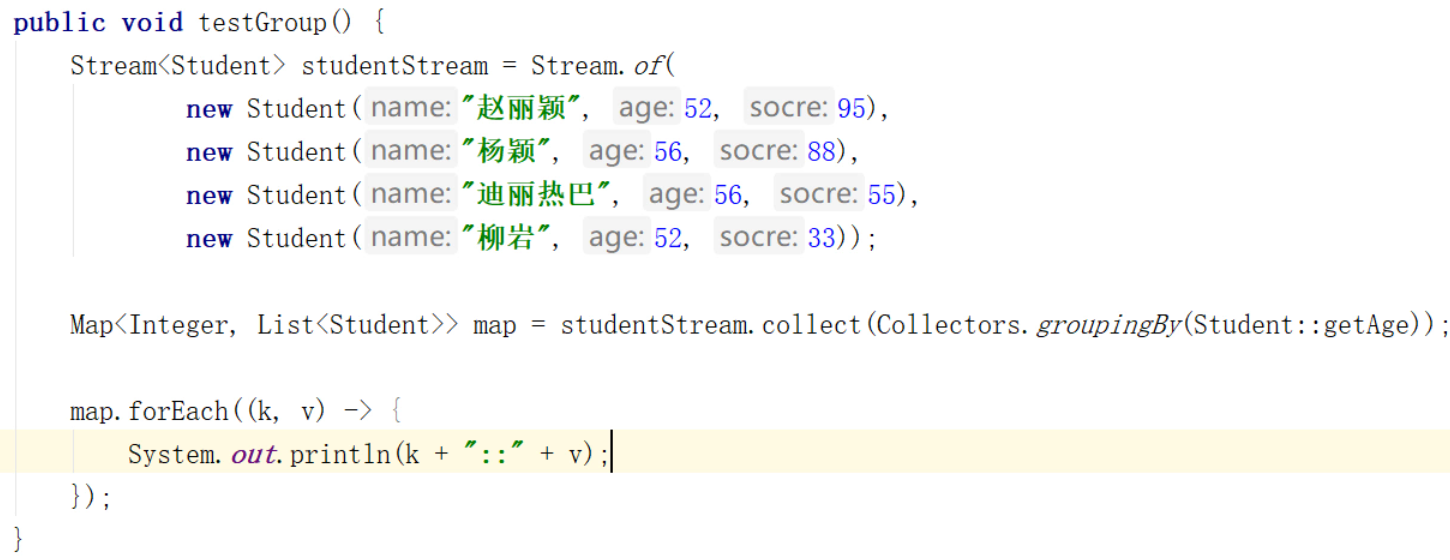 public void testGroup() {
Stream<Student> studentStream = Stream.of(
new Student( name: "赵丽颖", age: 52, socre: 95),
new Student( name: "杨颖", age: 56, socre: 88),
new Student( name: "迪丽热巴", age: 56, socre: 55),
new Student( name: "柳岩", age: 52, socre: 33));
Map<Integer, List<Student>> map = studentStream.collect(Collectors.groupingBy(Student::getAge));
map.forEach((k, v) -> {
System.out.println(k + "::" + v);
});
}